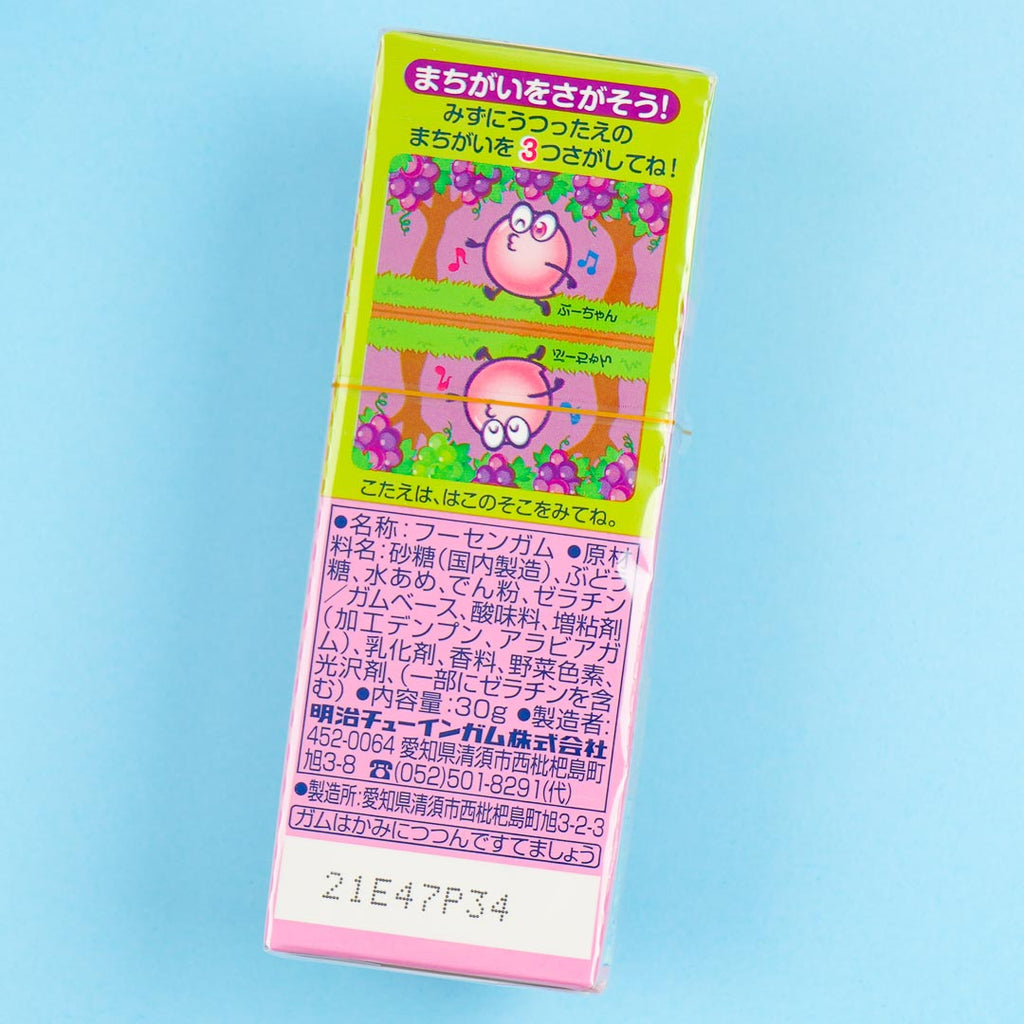 まちがいをさがそう!
みずにうつったえの
まちがいを3つさがしてね!
ぷーちゃん
ぷーちゃん
こたえは、はこのそこをみてね。
●名称:フーセンガム ●原材
料名:砂糖(国内製造)、ぶどう
糖、水あめ、でん粉、ゼラチン
/ガムベース、酸味料、増粘剤
(加工デンプン、アラビアガ
ム)、乳化剤、香料、野菜色素、
光沢剤、(一部にゼラチンを含
む) ●内容量:30g ●製造者:
明治チューインガム株式会社
452-0064 愛知県清須市西枇杷島町
旭3-8 ☎(052)501-8291(代)
●製造所:愛知県清須市西枇杷島町旭3-2-3
ガムはかみにつつんですてましょう
21E47P34